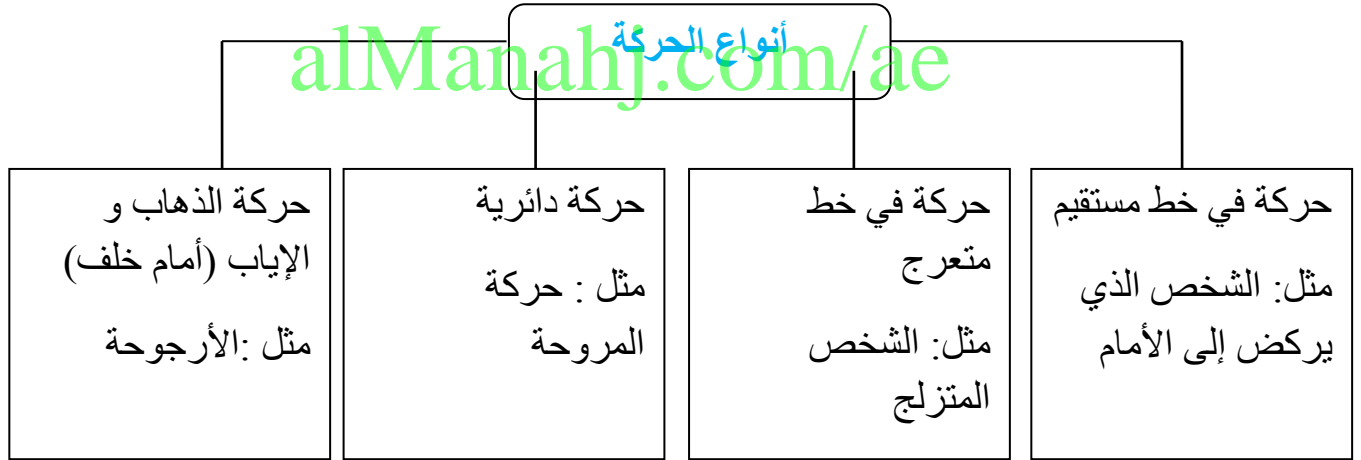 أنواع الحركة
alManahj.com/ae
حركة في خط مستقيم
مثل: الشخص الذي
يركض إلى الأمام
حركة في خط
متعرج
مثل: الشخص
المتزلج
حركة دائرية
مثل : حركة
المروحة
حركة الذهاب و
الإياب (أمام خلف)
مثل :الأرجوحة